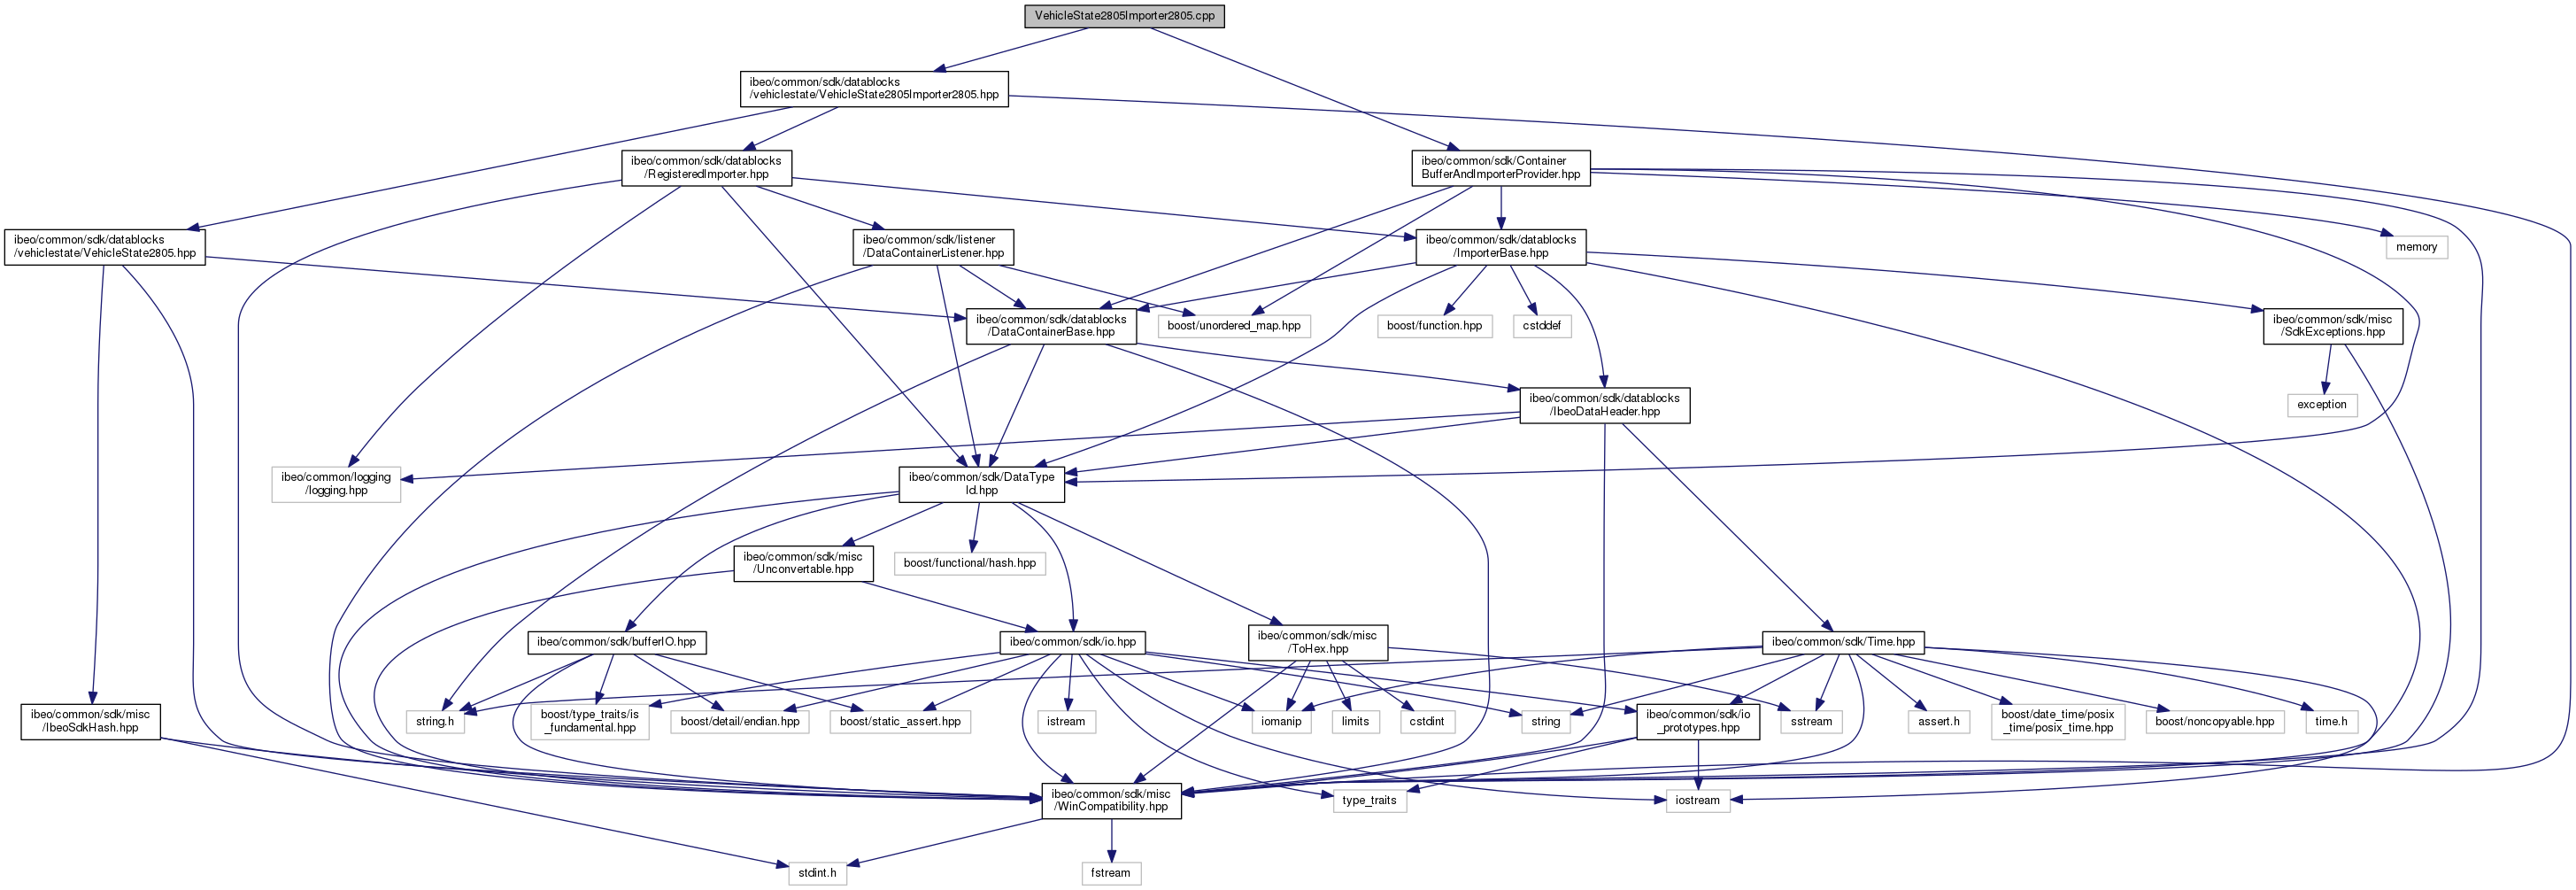 VehicleState2805Importer2805.cpp
ibeo/common/sdk/datablocks
/vehiclestate/VehicleState2805Importer2805.hpp
ibeo/common/sdk/datablocks
/RegisteredImporter.hpp
ibeo/common/sdk/Container
BufferAndImporterProvider.hpp
ibeo/common/sdk/datablocks
/vehiclestate/VehicleState2805.hpp
ibeo/common/sdk/listener
/DataContainerListener.hpp
ibeo/common/sdk/datablocks
/ImporterBase.hpp
memory
ibeo/common/sdk/datablocks
/DataContainerBase.hpp
boost/unordered_map.hpp
boost/function.hpp
cstddef
ibeo/common/sdk/misc
/SdkExceptions.hpp
ibeo/common/sdk/datablocks
/IbeoDataHeader.hpp
exception
ibeo/common/logging
/logging.hpp
ibeo/common/sdk/DataType
Id.hpp
ibeo/common/sdk/misc
/Unconvertable.hpp
boost/functional/hash.hpp
ibeo/common/sdk/bufferIO.hpp
ibeo/common/sdk/io.hpp
ibeo/common/sdk/misc
/ToHex.hpp
ibeo/common/sdk/Time.hpp
ibeo/common/sdk/misc
/IbeoSdkHash.hpp
string.h
boost/type_traits/is
_fundamental.hpp
boost/detail/endian.hpp
boost/static_assert.hpp
istream
iomanip
limits
cstdint
string
ibeo/common/sdk/io
_prototypes.hpp
sstream
assert.h
boost/date_time/posix
_time/posix_time.hpp
boost/noncopyable.hpp
time.h
ibeo/common/sdk/misc
/WinCompatibility.hpp
type_traits
iostream
stdint.h
fstream